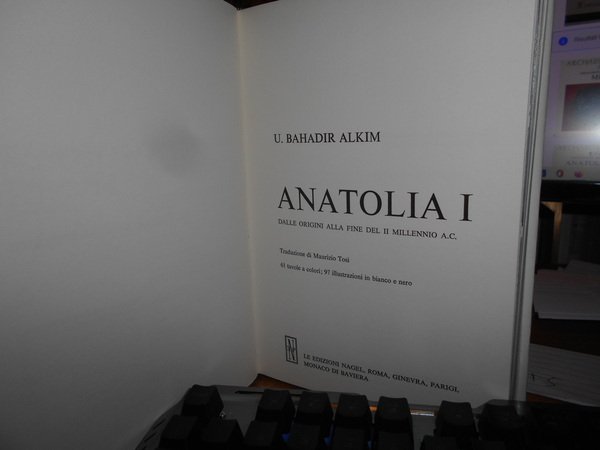 U. BAHADIR ALKIM
ANATOLIA I
DALLE ORIGINI ALLA FINE DEL II MILLENNIO A.C.
Traduzione di Maurizio Tosi
41 tavole a colori; 97 illustrazioni in bianco e nero
LE EDIZIONI NAGEL, ROMA, GINEVRA, PARIGI,
MONACO DI BAVIERA